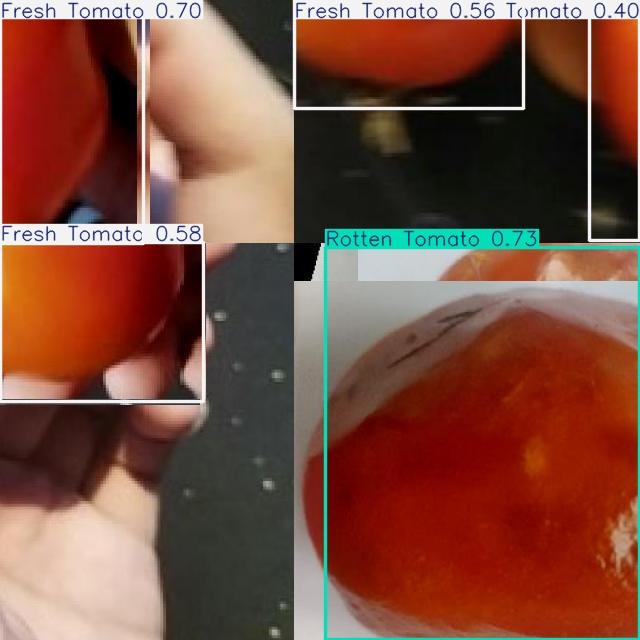 Fresh Tomato 0.70
Fresh Tomato 0.56
Tomato 0.40
Fresh Tomato 0.58
Rotten Tomato 0.73